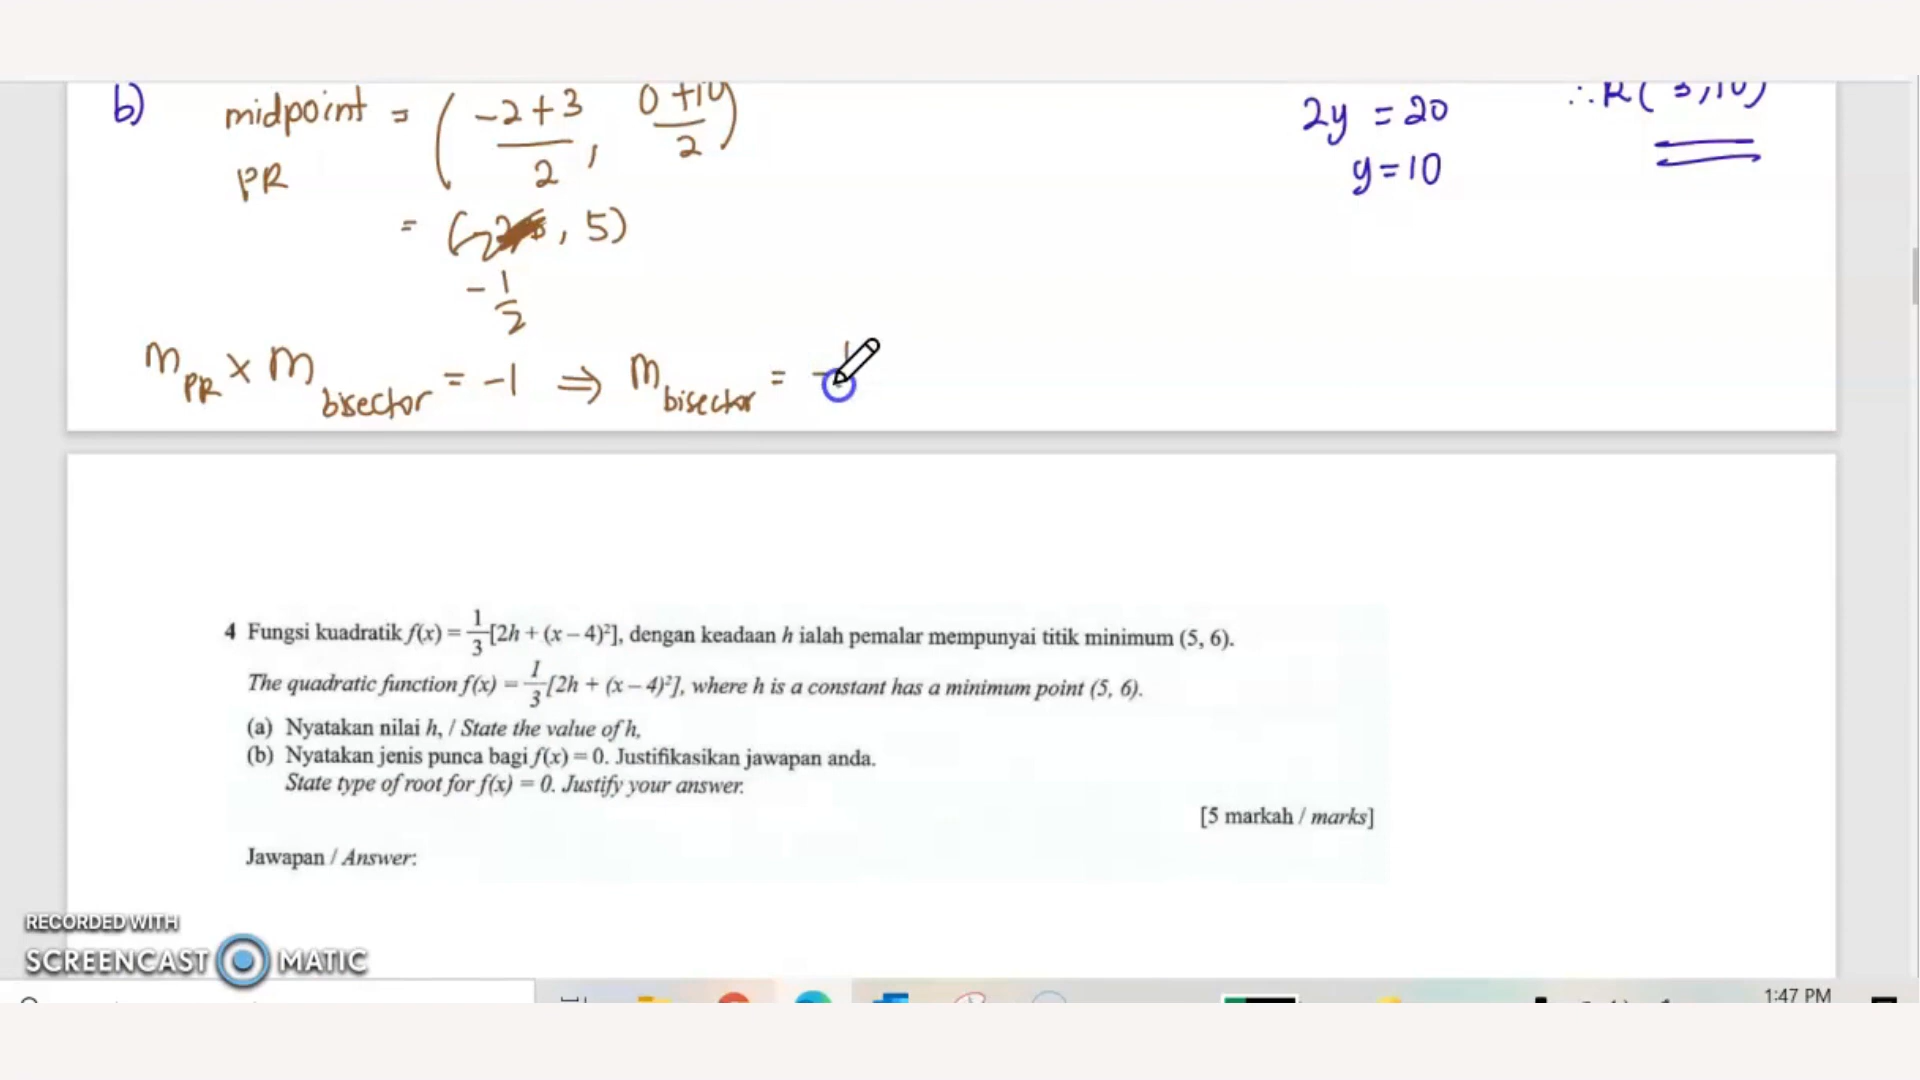 b) midpoint PR = ( -2+3 / 2 , 0+10 / 2 )
= ( , 5)
- 1/2
m PR × m bisector = -1 ⇒ m bisector = -1
2y = 20
y = 10
∴ R( 3,10)
4 Fungsi kuadratik f(x) = 1/3 [2h + (x – 4)²], dengan keadaan h ialah pemalar mempunyai titik minimum (5, 6).
The quadratic function f(x) = 1/3 [2h + (x – 4)²], where h is a constant has a minimum point (5, 6).
(a) Nyatakan nilai h, / State the value of h,
(b) Nyatakan jenis punca bagi f(x) = 0. Justifikasikan jawapan anda.
State type of root for f(x) = 0. Justify your answer.
[5 markah / marks]
Jawapan / Answer:
RECORDED WITH
SCREENCAST MATIC
1:47 PM